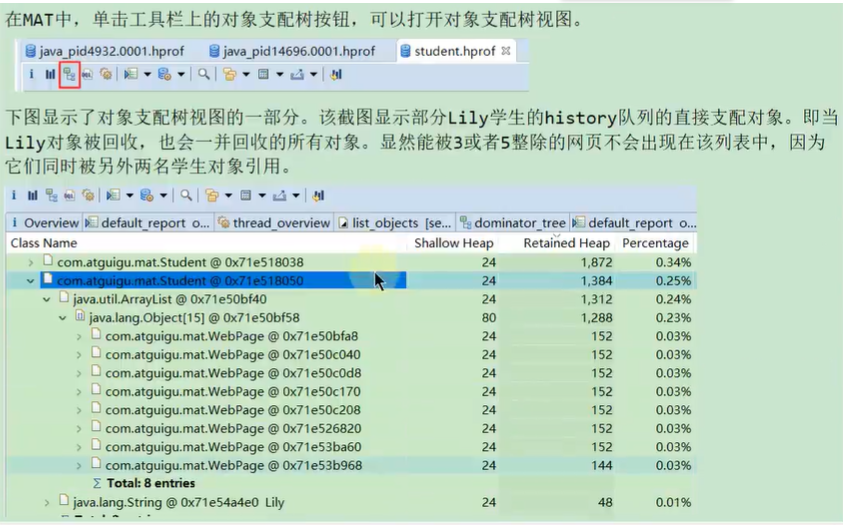 在MAT中，单击工具栏上的对象支配树按钮，可以打开对象支配树视图。
java_pid4932.0001.hprof java_pid14696.0001.hprof student.hprof
下图显示了对象支配树视图的一部分。该截图显示部分Lily学生的history队列的直接支配对象。即当
Lily对象被回收，也会一并回收的所有对象。显然能被3或者5整除的网页不会出现在该列表中，因为
它们同时被另外两名学生对象引用。
i Overview default_report o... thread_overview list_objects [se... dominator_tree default_report o...
Class Name Shallow Heap Retained Heap Percentage
com.atguigu.mat.Student @ 0x71e518038 24 1,872 0.34%
com.atguigu.mat.Student @ 0x71e518050 24 1,384 0.25%
java.util.ArrayList @ 0x71e50bf40 24 1,312 0.24%
java.lang.Object[15] @ 0x71e50bf58 80 1,288 0.23%
com.atguigu.mat.WebPage @ 0x71e50bfa8 24 152 0.03%
com.atguigu.mat.WebPage @ 0x71e50c040 24 152 0.03%
com.atguigu.mat.WebPage @ 0x71e50c0d8 24 152 0.03%
com.atguigu.mat.WebPage @ 0x71e50c170 24 152 0.03%
com.atguigu.mat.WebPage @ 0x71e50c208 24 152 0.03%
com.atguigu.mat.WebPage @ 0x71e526820 24 152 0.03%
com.atguigu.mat.WebPage @ 0x71e53ba60 24 152 0.03%
com.atguigu.mat.WebPage @ 0x71e53b968 24 144 0.03%
Σ Total: 8 entries
java.lang.String @ 0x71e54a4e0 Lily 24 48 0.01%